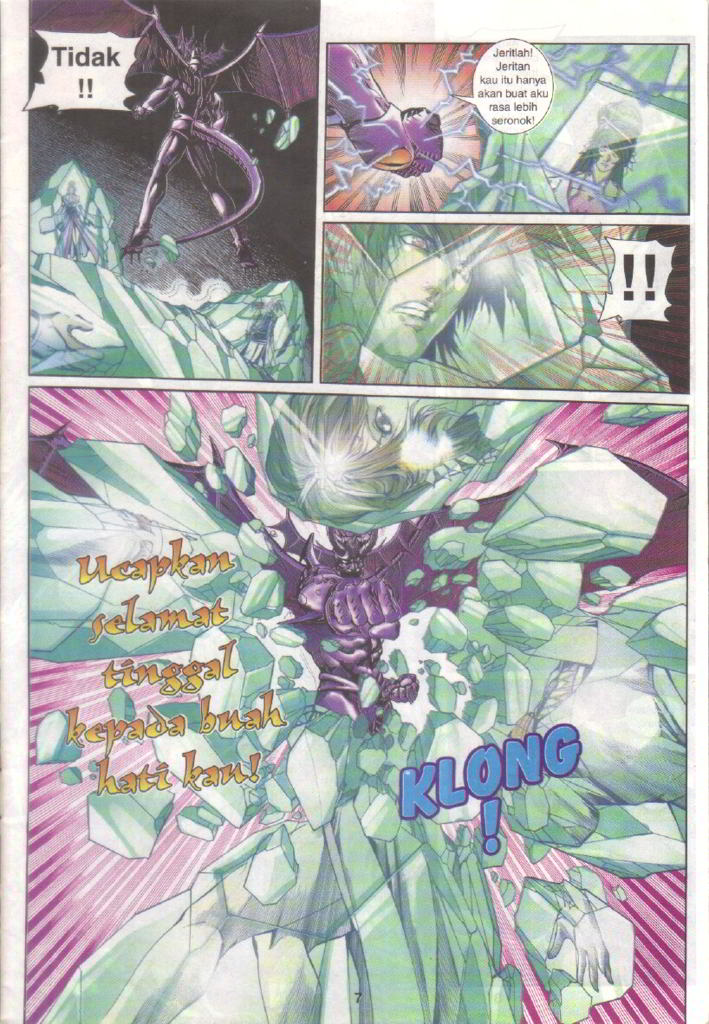 Tidak
!!
Jeritlah!
Jeritan
kau itu hanya
akan buat aku
rasa lebih
seronok!
!!
Ucapkan
selamat
tinggal
kepada buah
hati kau!
KLONG
!
7